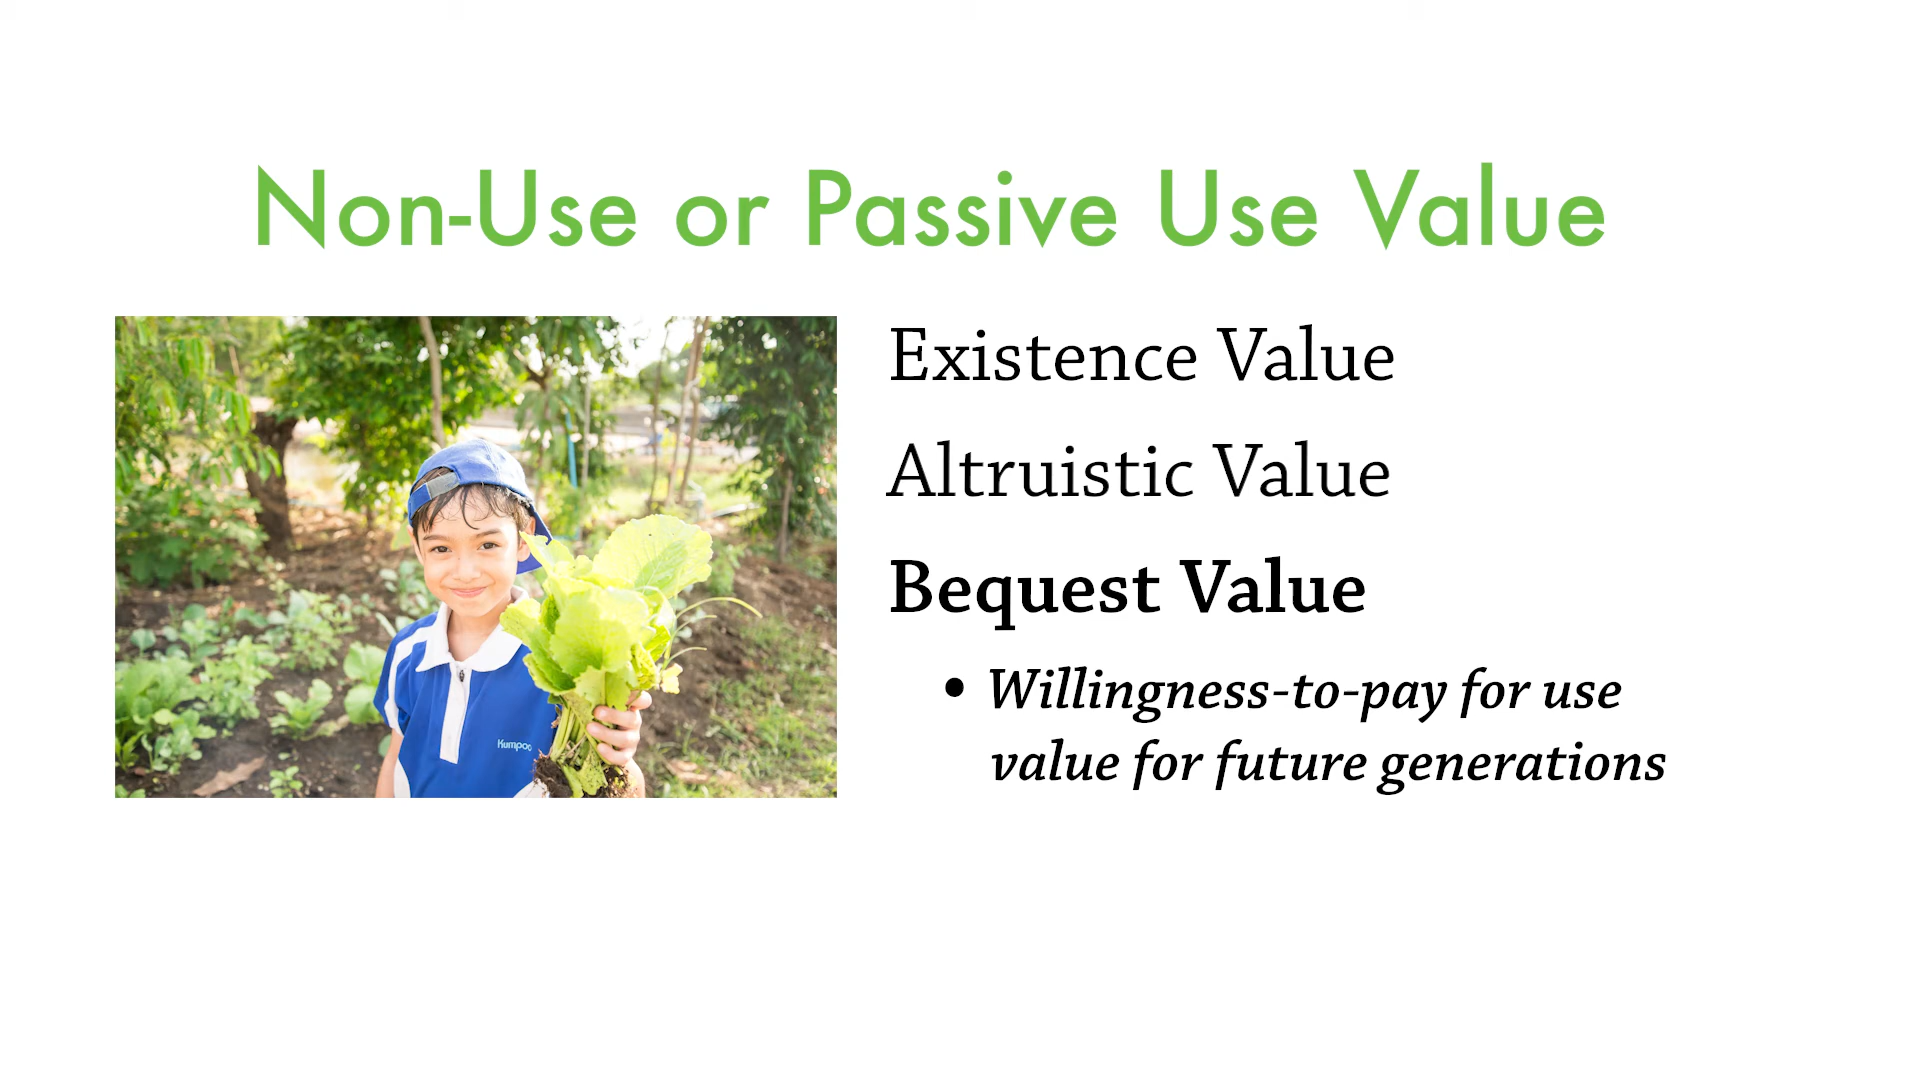 Non-Use or Passive Use Value
Existence Value
Altruistic Value
Bequest Value
• Willingness-to-pay for use
value for future generations